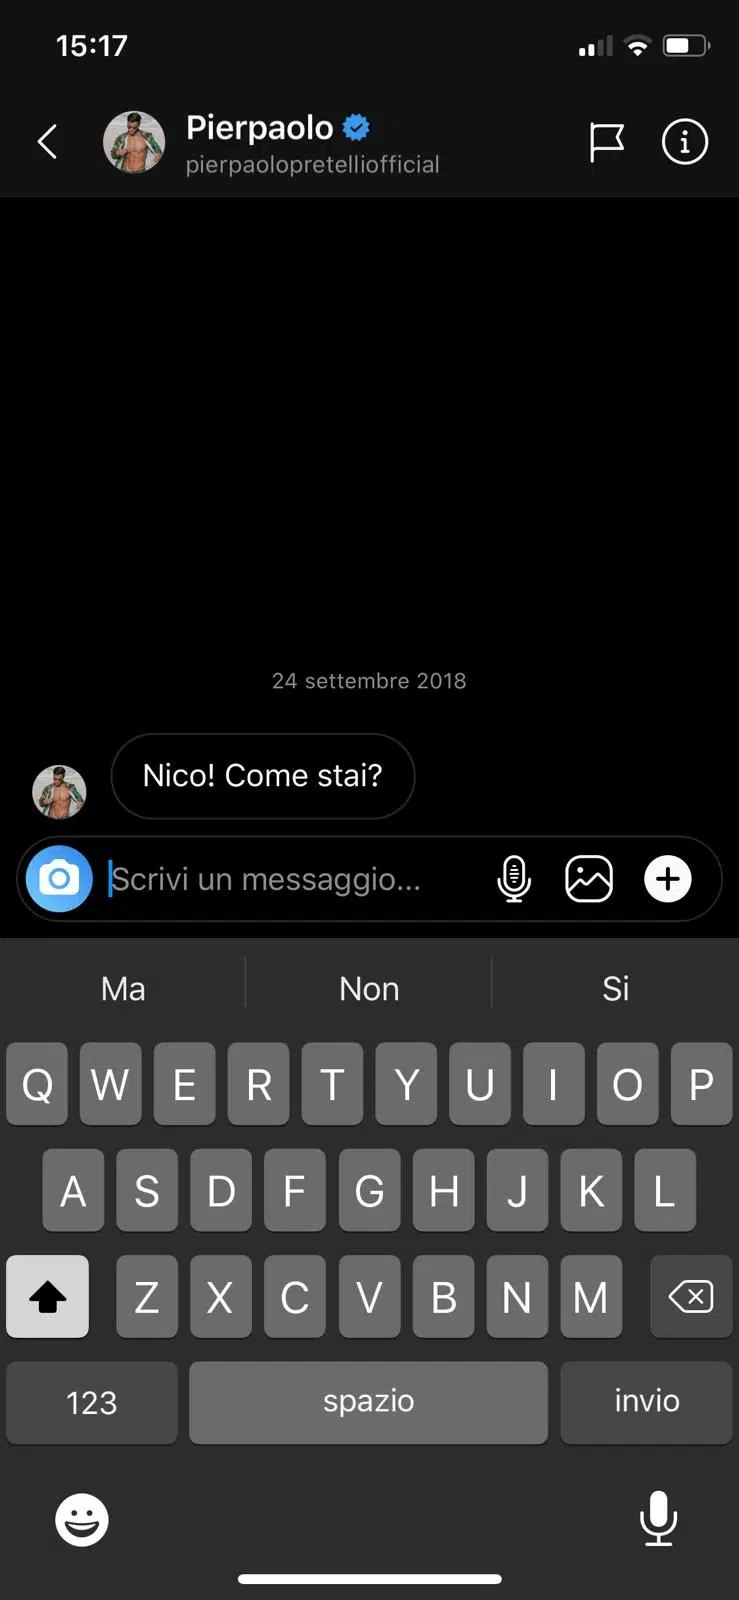 15:17
Pierpaolo
pierpaolopretelliofficial
24 settembre 2018
Nico! Come stai?
Scrivi un messaggio...
Ma Non Si
Q W E R T Y U I O P
A S D F G H J K L
Z X C V B N M
123 spazio invio